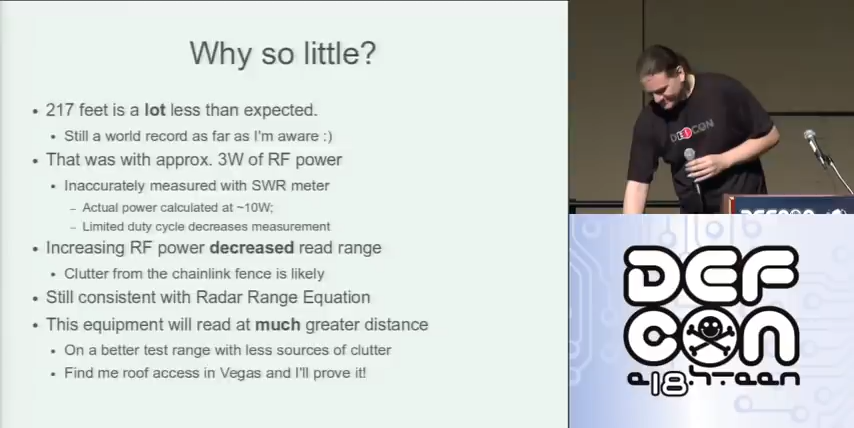 Why so little?
• 217 feet is a lot less than expected.
• Still a world record as far as I'm aware :)
• That was with approx. 3W of RF power
• Inaccurately measured with SWR meter
– Actual power calculated at ~10W;
– Limited duty cycle decreases measurement
• Increasing RF power decreased read range
• Clutter from the chainlink fence is likely
• Still consistent with Radar Range Equation
• This equipment will read at much greater distance
• On a better test range with less sources of clutter
• Find me roof access in Vegas and I'll prove it!
DEFCON
DEFCON
DEF
CON
e18hteen